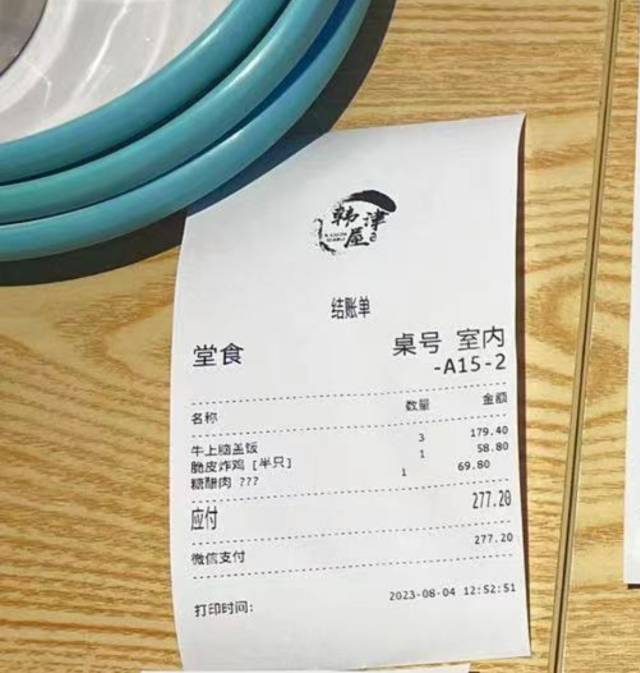 韩津
屋
结账单
堂食 桌号 室内
-A15-2
名称 数量 金额
牛上脑盖饭 3 179.40
脆皮炸鸡 [半只] 1 58.80
糖醋肉 ??? 1 69.80
应付 277.20
微信支付 277.20
打印时间: 2023-08-04 12:52:51